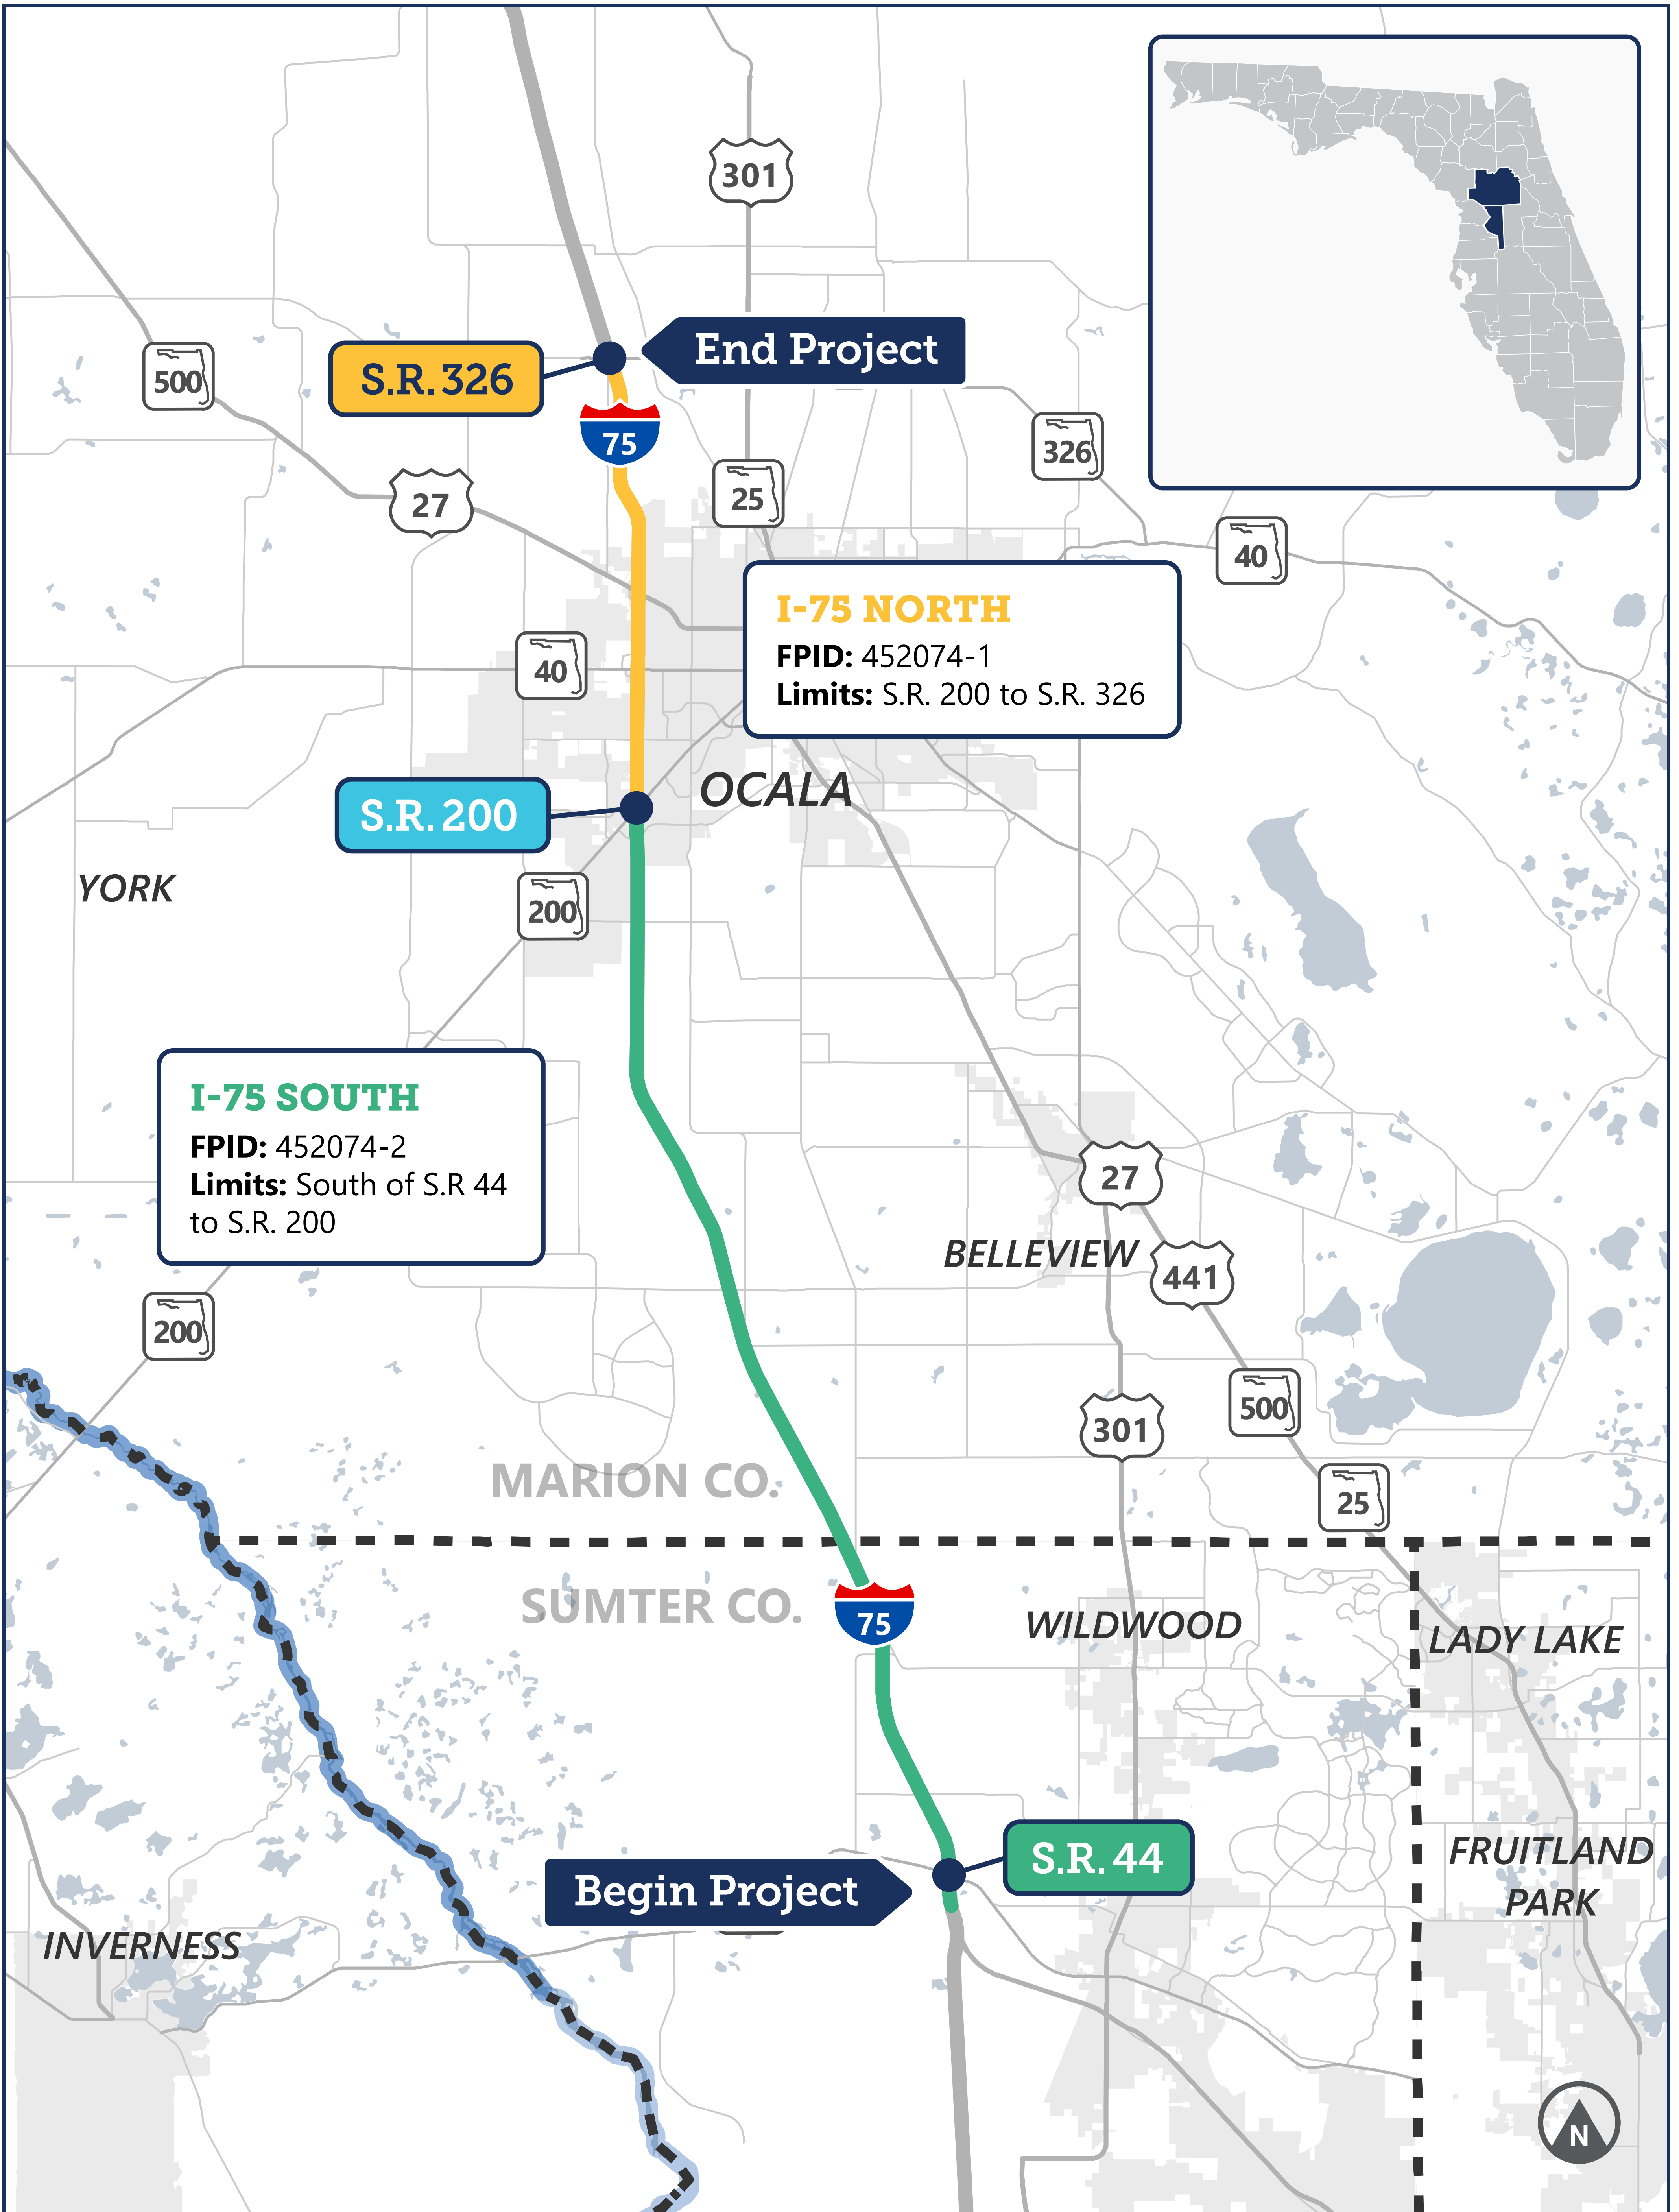 301
End Project
S.R. 326
500
75
326
27
25
40
I-75 NORTH
FPID: 452074-1
Limits: S.R. 200 to S.R. 326
40
OCALA
S.R. 200
YORK
200
I-75 SOUTH
FPID: 452074-2
Limits: South of S.R 44
to S.R. 200
27
BELLEVIEW
441
200
500
301
MARION CO.
25
SUMTER CO.
75
WILDWOOD
LADY LAKE
S.R. 44
FRUITLAND
PARK
Begin Project
INVERNESS
N